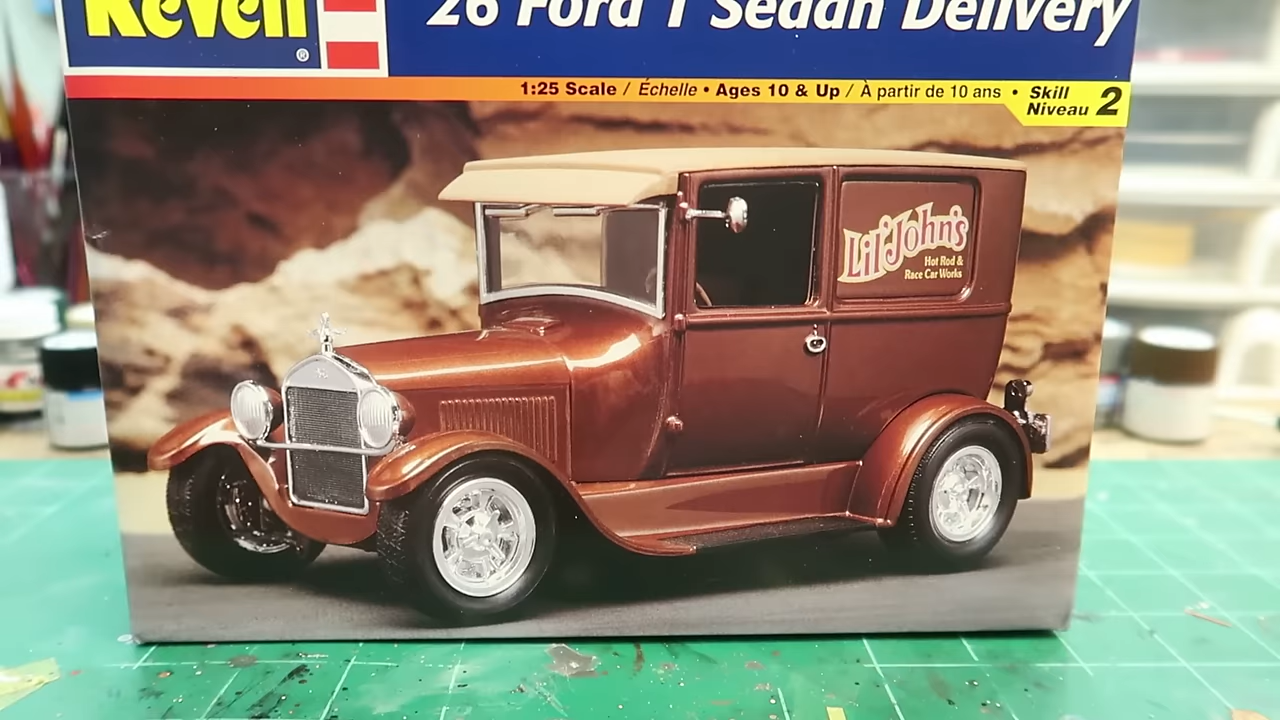 Revell
®
26 Ford T Sedan Delivery
1:25 Scale / Échelle • Ages 10 & Up / À partir de 10 ans • Skill
Niveau 2
Lil' John's
Hot Rod &
Race Car Works